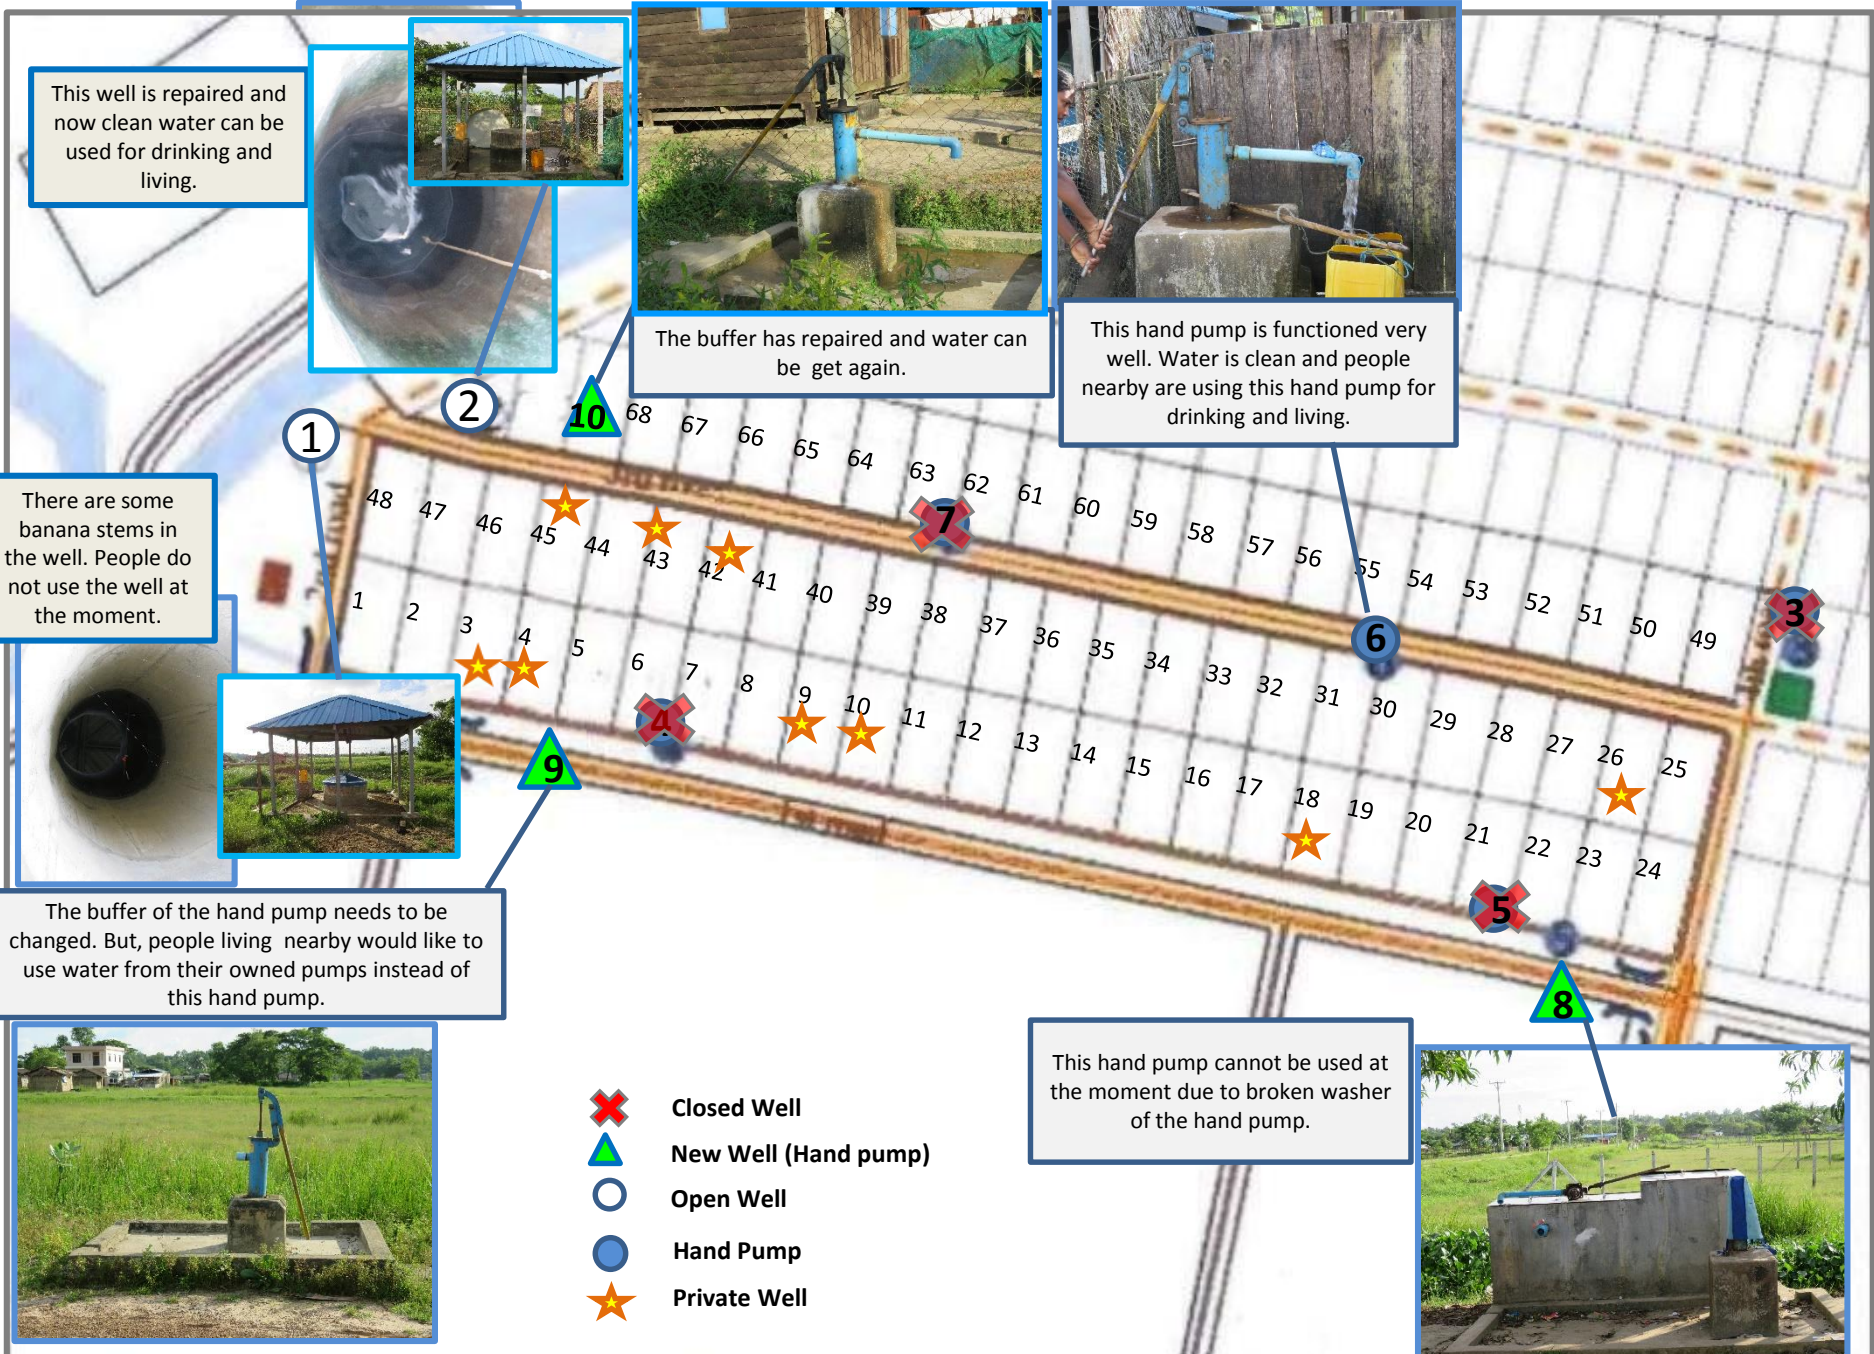 This well is repaired and
now clean water can be
used for drinking and
living.
The buffer has repaired and water can
be get again.
This hand pump is functioned very
well. Water is clean and people
nearby are using this hand pump for
drinking and living.
There are some
banana stems in
the well. People do
not use the well at
the moment.
1
2
10
68 67 66 65 64 63 62 61 60 59 58 57 56 55 54 53 52 51 50 49
7
6
3
48 47 46 45 44 43 42 41 40 39 38 37 36 35 34 33 32 31 30 29 28 27 26 25
1 2 3 4 5 6 7 8 9 10 11 12 13 14 15 16 17 18 19 20 21 22 23 24
4
9
5
8
The buffer of the hand pump needs to be
changed. But, people living nearby would like to
use water from their owned pumps instead of
this hand pump.
This hand pump cannot be used at
the moment due to broken washer
of the hand pump.
Closed Well
New Well (Hand pump)
Open Well
Hand Pump
Private Well